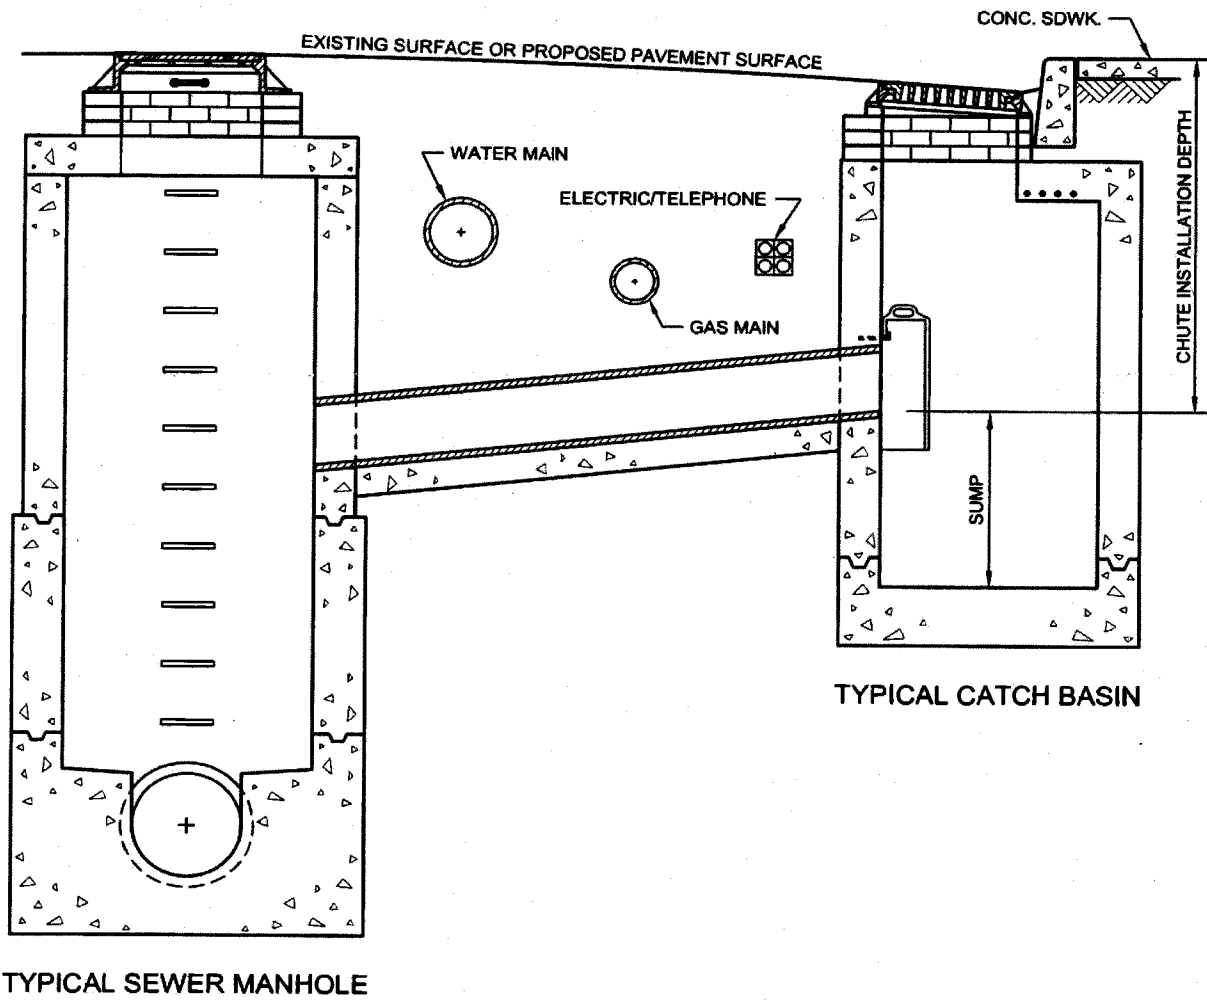 CONC. SDWK.
EXISTING SURFACE OR PROPOSED PAVEMENT SURFACE
WATER MAIN
ELECTRIC/TELEPHONE
GAS MAIN
CHUTE INSTALLATION DEPTH
SUMP
TYPICAL CATCH BASIN
TYPICAL SEWER MANHOLE